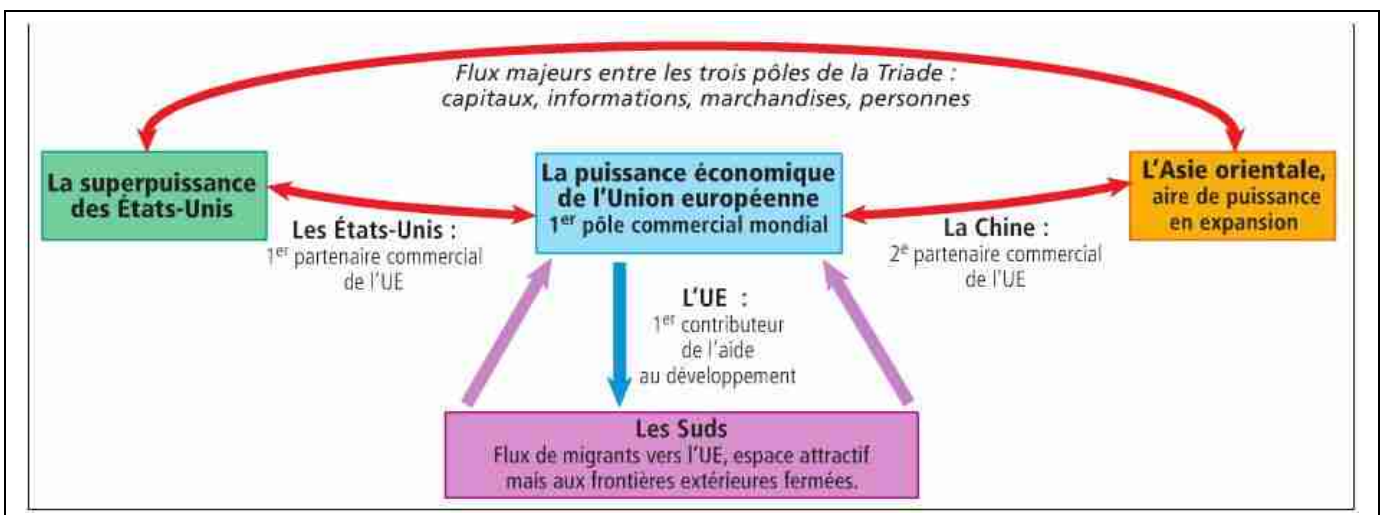 Flux majeurs entre les trois pôles de la Triade :
capitaux, informations, marchandises, personnes
La superpuissance
des États-Unis
La puissance économique
de l'Union européenne
1er pôle commercial mondial
L'Asie orientale,
aire de puissance
en expansion
Les États-Unis :
1er partenaire commercial
de l'UE
La Chine :
2e partenaire commercial
de l'UE
L'UE :
1er contributeur
de l'aide
au développement
Les Suds
Flux de migrants vers l'UE, espace attractif
mais aux frontières extérieures fermées.